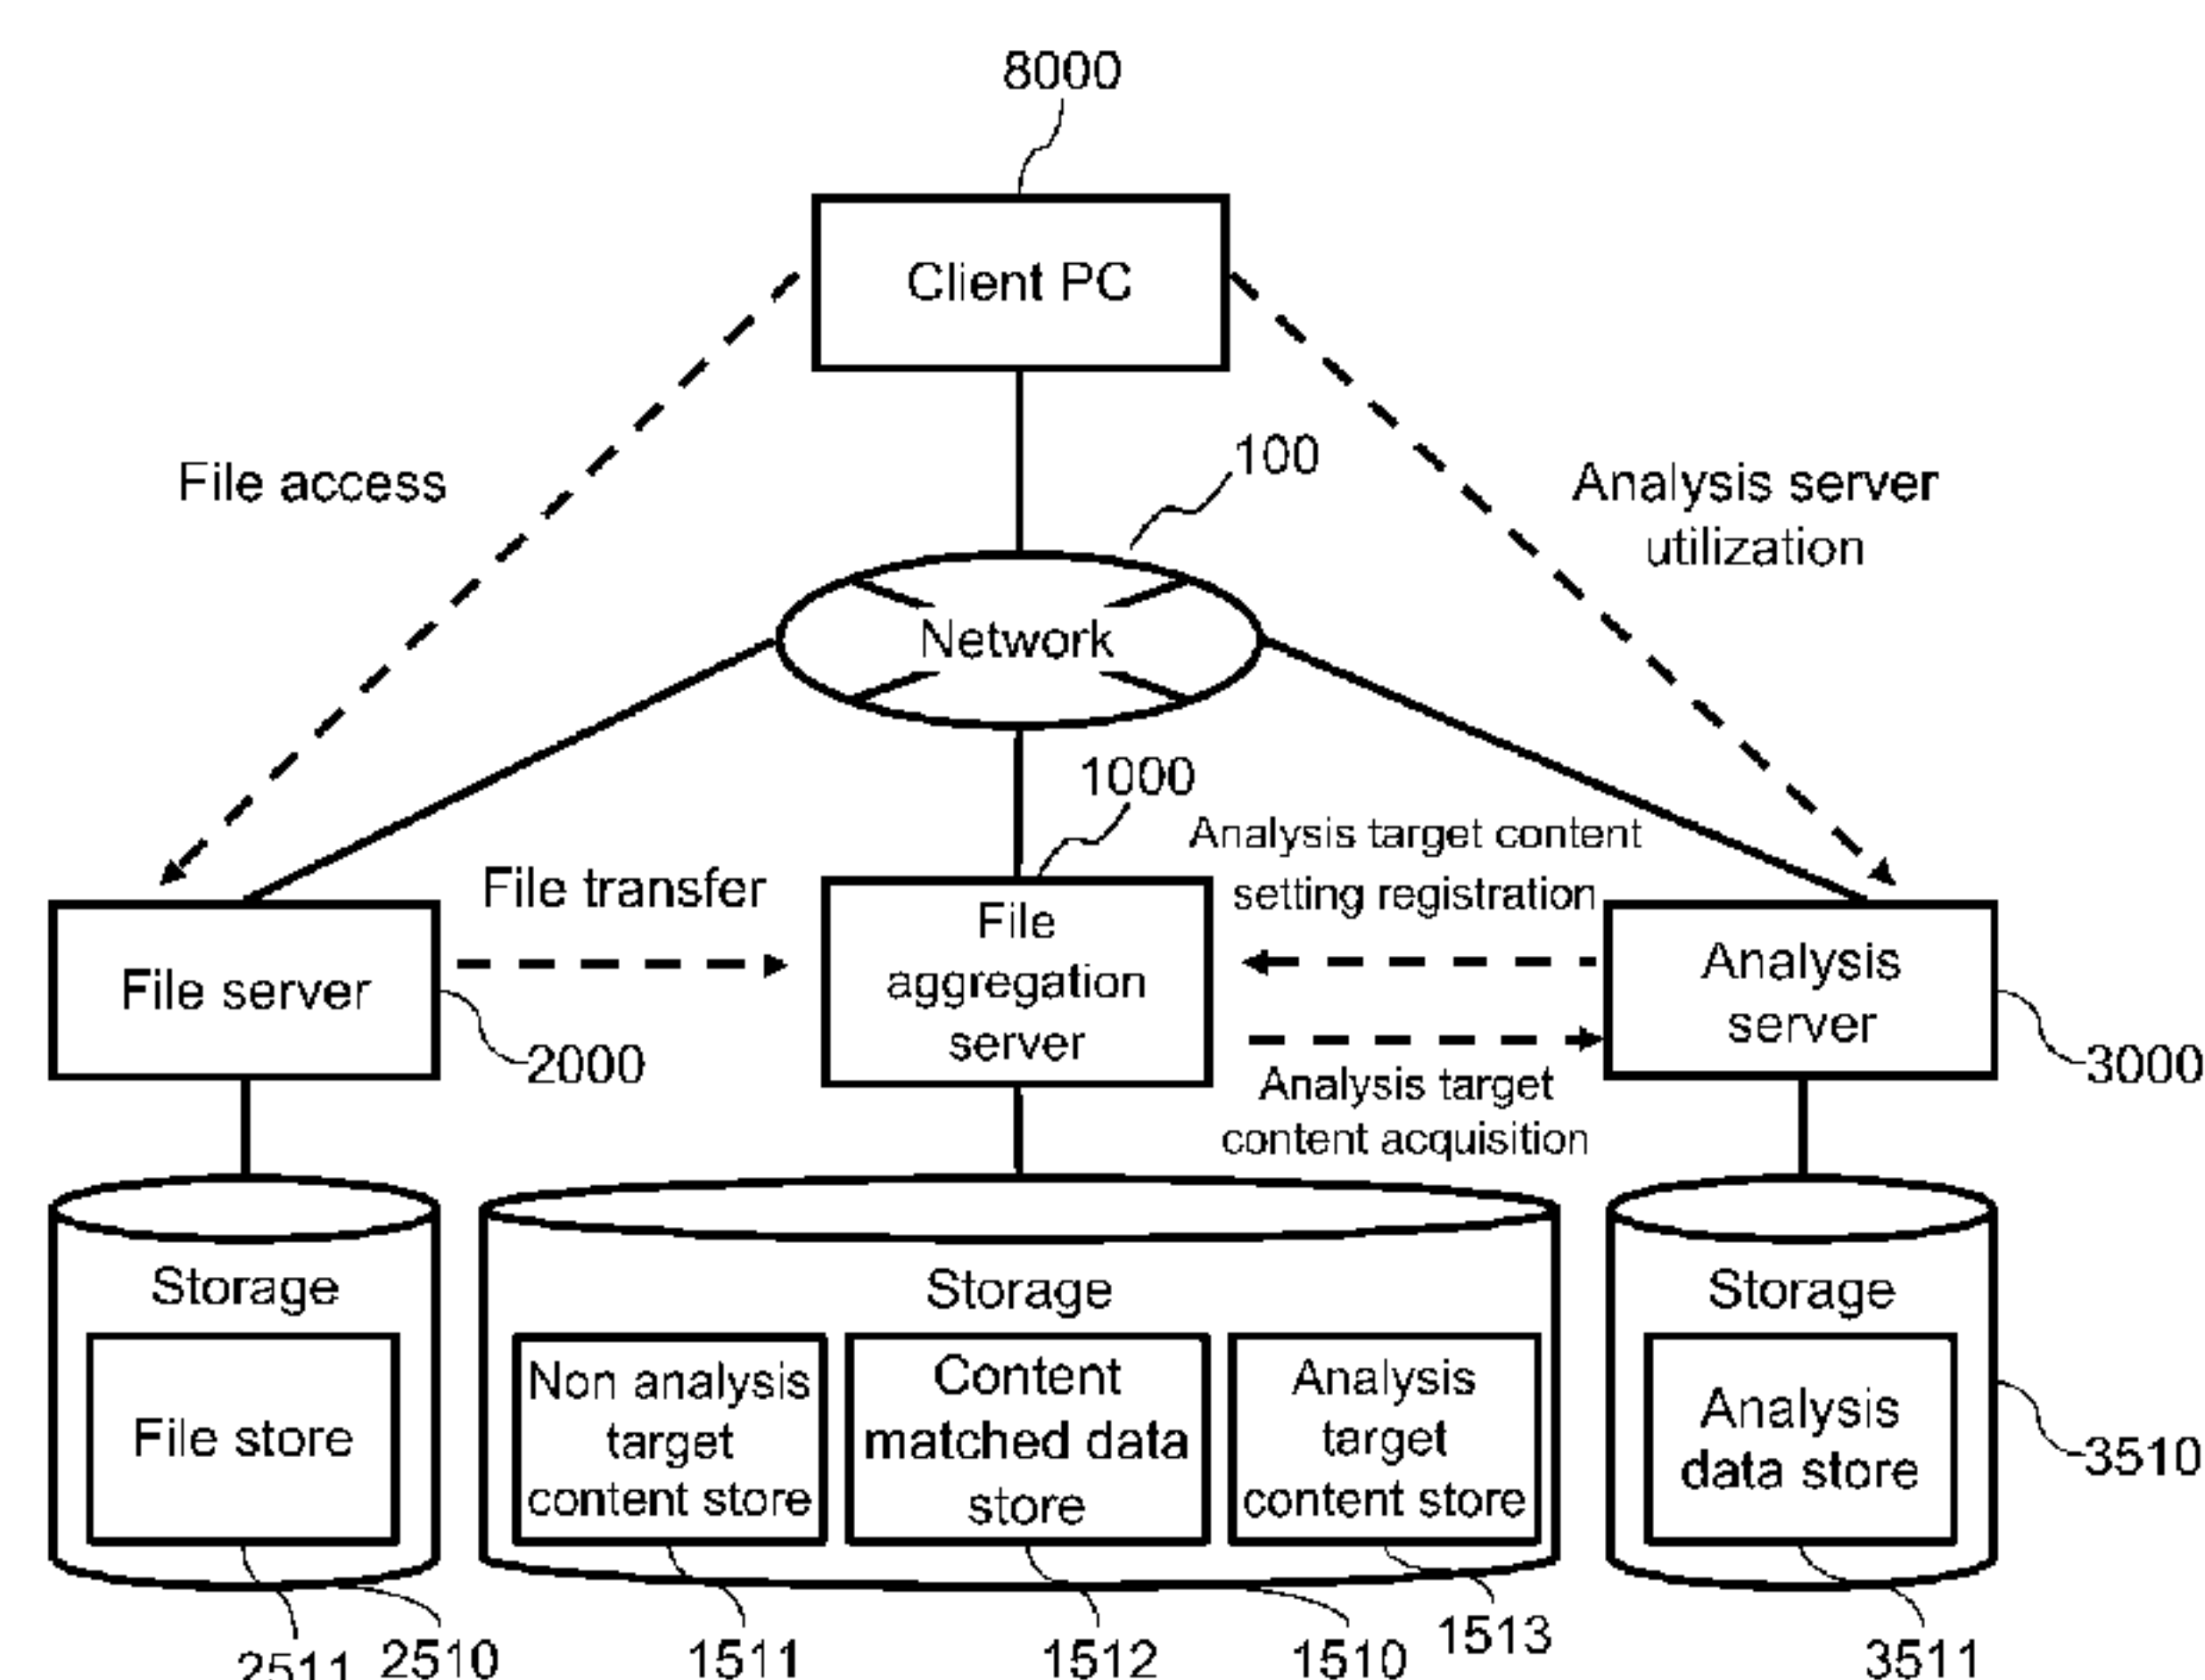 8000
Client PC
100
File access
Analysis server
utilization
Network
1000
Analysis target content
setting registration
File transfer
File
aggregation
server
File server
Analysis
server
2000
3000
Analysis target
content acquisition
Storage
Storage
Storage
File store
Non analysis
target
content store
Content
matched data
store
Analysis
target
content store
Analysis
data store
3510
2511
2510
1511
1512
1510
1513
3511